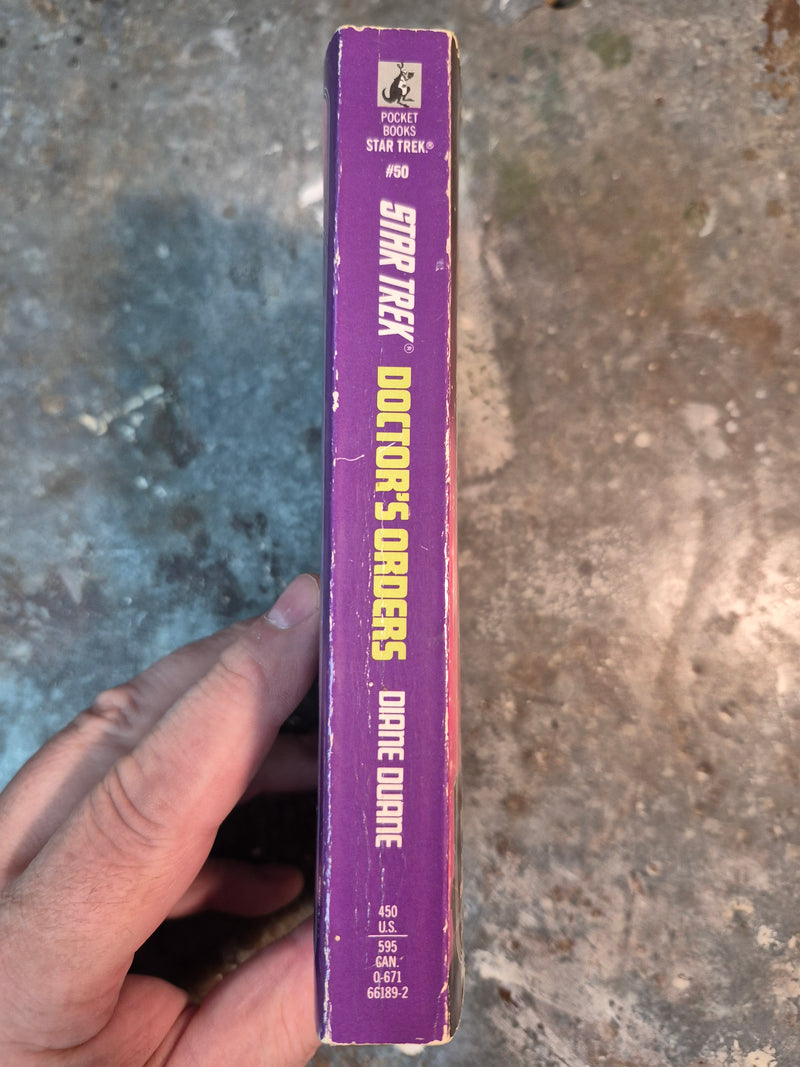 POCKET
BOOKS
STAR TREK®
#50
STAR TREK®
DOCTOR'S ORDERS
DIANE DUANE
450
U.S.
595
CAN.
0-671
66189-2